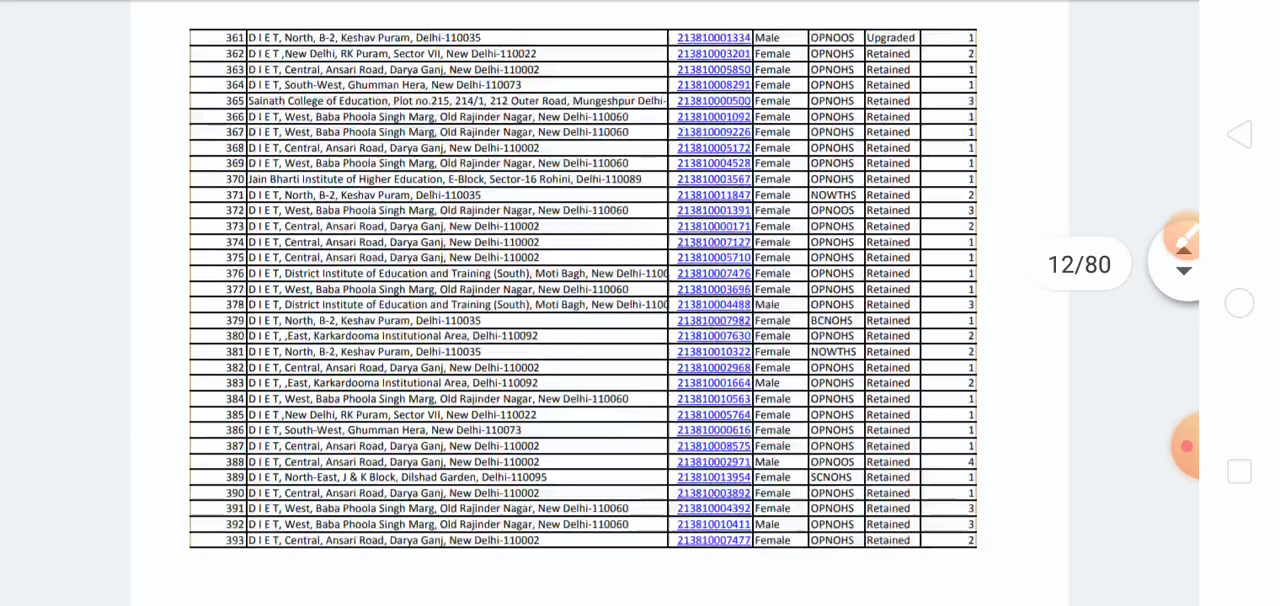 361 D I E T, North, B-2, Keshav Puram, Delhi-110035 213810001334 Male OPNOOS Upgraded 1
362 D I E T ,New Delhi, RK Puram, Sector VII, New Delhi-110022 213810003201 Female OPNOHS Retained 2
363 D I E T, Central, Ansari Road, Darya Ganj, New Delhi-110002 213810005850 Female OPNOHS Retained 1
364 D I E T, South-West, Ghumman Hera, New Delhi-110073 213810008291 Female OPNOHS Retained 1
365 Sainath College of Education, Plot no.215, 214/1, 212 Outer Road, Mungeshpur Delhi- 213810000500 Female OPNOHS Retained 3
366 D I E T, West, Baba Phoola Singh Marg, Old Rajinder Nagar, New Delhi-110060 213810001092 Female OPNOHS Retained 1
367 D I E T, West, Baba Phoola Singh Marg, Old Rajinder Nagar, New Delhi-110060 213810009226 Female OPNOHS Retained 1
368 D I E T, Central, Ansari Road, Darya Ganj, New Delhi-110002 213810005172 Female OPNOHS Retained 1
369 D I E T, West, Baba Phoola Singh Marg, Old Rajinder Nagar, New Delhi-110060 213810004528 Female OPNOHS Retained 1
370 Jain Bharti Institute of Higher Education, E-Block, Sector-16 Rohini, Delhi-110089 213810003567 Female OPNOHS Retained 1
371 D I E T, North, B-2, Keshav Puram, Delhi-110035 213810011847 Female NOWTHS Retained 2
372 D I E T, West, Baba Phoola Singh Marg, Old Rajinder Nagar, New Delhi-110060 213810001391 Female OPNOOS Retained 3
373 D I E T, Central, Ansari Road, Darya Ganj, New Delhi-110002 213810000171 Female OPNOHS Retained 2
374 D I E T, Central, Ansari Road, Darya Ganj, New Delhi-110002 213810007127 Female OPNOHS Retained 1
375 D I E T, Central, Ansari Road, Darya Ganj, New Delhi-110002 213810005710 Female OPNOHS Retained 1
376 D I E T, District Institute of Education and Training (South), Moti Bagh, New Delhi-1100 213810007476 Female OPNOHS Retained 1
377 D I E T, West, Baba Phoola Singh Marg, Old Rajinder Nagar, New Delhi-110060 213810003696 Female OPNOHS Retained 1
378 D I E T, District Institute of Education and Training (South), Moti Bagh, New Delhi-1100 213810004488 Male OPNOHS Retained 3
379 D I E T, North, B-2, Keshav Puram, Delhi-110035 213810007982 Female BCNOHS Retained 1
380 D I E T, ,East, Karkardooma Institutional Area, Delhi-110092 213810007630 Female OPNOHS Retained 2
381 D I E T, North, B-2, Keshav Puram, Delhi-110035 213810010322 Female NOWTHS Retained 2
382 D I E T, Central, Ansari Road, Darya Ganj, New Delhi-110002 213810002968 Female OPNOHS Retained 1
383 D I E T, ,East, Karkardooma Institutional Area, Delhi-110092 213810001664 Male OPNOHS Retained 2
384 D I E T, West, Baba Phoola Singh Marg, Old Rajinder Nagar, New Delhi-110060 213810010563 Female OPNOHS Retained 1
385 D I E T ,New Delhi, RK Puram, Sector VII, New Delhi-110022 213810005764 Female OPNOHS Retained 1
386 D I E T, South-West, Ghumman Hera, New Delhi-110073 213810000616 Female OPNOHS Retained 1
387 D I E T, Central, Ansari Road, Darya Ganj, New Delhi-110002 213810008575 Female OPNOHS Retained 1
388 D I E T, Central, Ansari Road, Darya Ganj, New Delhi-110002 213810002971 Male OPNOOS Retained 4
389 D I E T, North-East, J & K Block, Dilshad Garden, Delhi-110095 213810013954 Female SCNOHS Retained 1
390 D I E T, Central, Ansari Road, Darya Ganj, New Delhi-110002 213810003892 Female OPNOHS Retained 1
391 D I E T, West, Baba Phoola Singh Marg, Old Rajinder Nagar, New Delhi-110060 213810004392 Female OPNOHS Retained 3
392 D I E T, West, Baba Phoola Singh Marg, Old Rajinder Nagar, New Delhi-110060 213810010411 Male OPNOHS Retained 3
393 D I E T, Central, Ansari Road, Darya Ganj, New Delhi-110002 213810007477 Female OPNOHS Retained 2
12/80